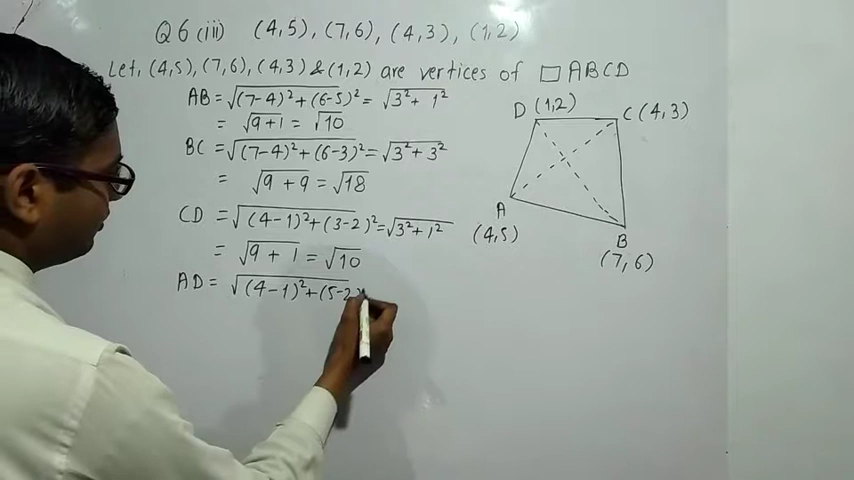 Q6(iii) (4,5), (7,6), (4,3), (1,2)
Let, (4,5), (7,6), (4,3) & (1,2) are vertices of □ ABCD
AB = √(7-4)²+(6-5)² = √3²+1²
= √9+1 = √10
BC = √(7-4)²+(6-3)² = √3²+3²
= √9+9 = √18
CD = √(4-1)²+(3-2)² = √3²+1²
= √9+1 = √10
AD = √(4-1)²+(5-2)
D (1,2)
C (4,3)
A
(4,5)
B
(7,6)